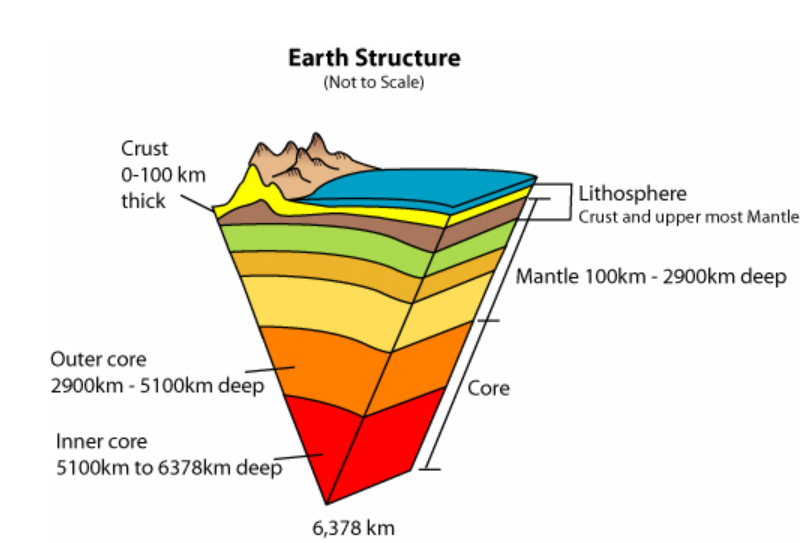 Earth Structure
(Not to Scale)
Crust
0-100 km
thick
Lithosphere
Crust and upper most Mantle
Mantle 100km - 2900km deep
Outer core
2900km - 5100km deep
Core
Inner core
5100km to 6378km deep
6,378 km